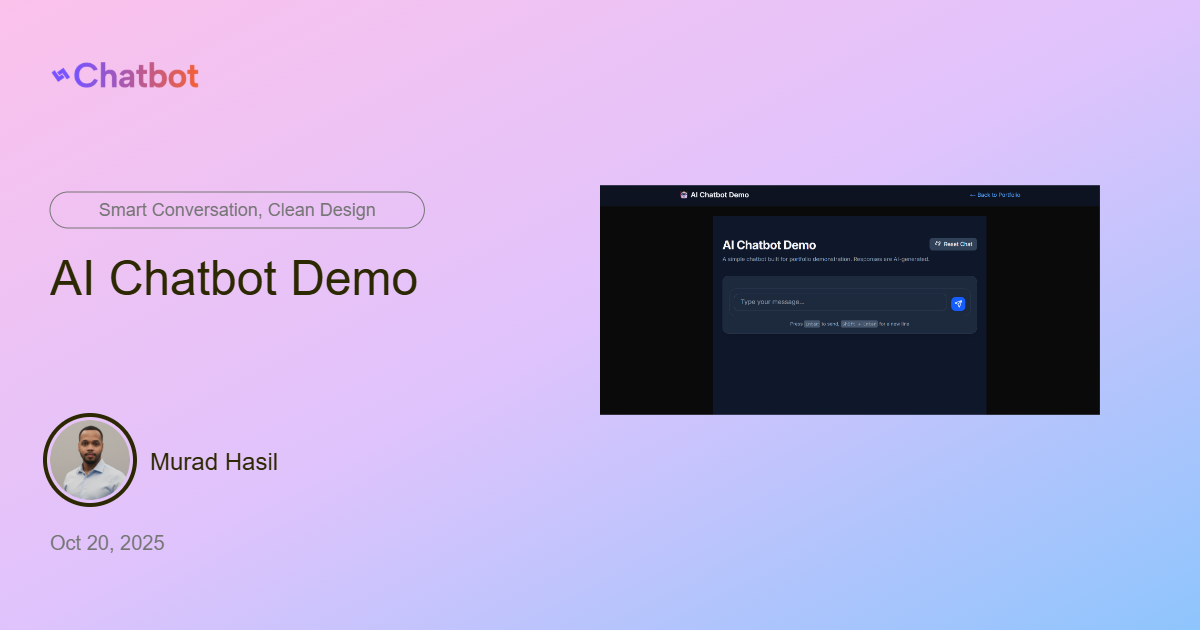 Chatbot
Smart Conversation, Clean Design
AI Chatbot Demo
Murad Hasil
Oct 20, 2025
AI Chatbot Demo
← Back to Portfolio
AI Chatbot Demo
Reset Chat
A simple chatbot built for portfolio demonstration. Responses are AI-generated.
Type your message...
Press Enter to send, Shift + Enter for a new line